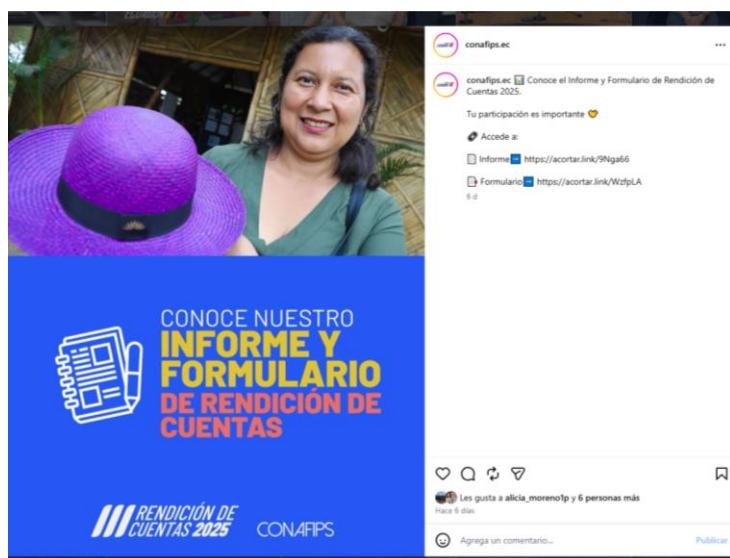 CONOCE NUESTRO
INFORME Y
FORMULARIO
DE RENDICIÓN DE
CUENTAS
RENDICIÓN DE
CUENTAS 2025
CONAFIPS
conafips.ec
conafips.ec 📊 Conoce el Informe y Formulario de Rendición de
Cuentas 2025.
Tu participación es importante 🧡
Accede a:
Informe➡️ https://acortar.link/9Nga66
Formulario➡️ https://acortar.link/WzfpLA
6 d
Les gusta a alicia_moreno1p y 6 personas más
Hace 6 días
Agrega un comentario...
Publicar